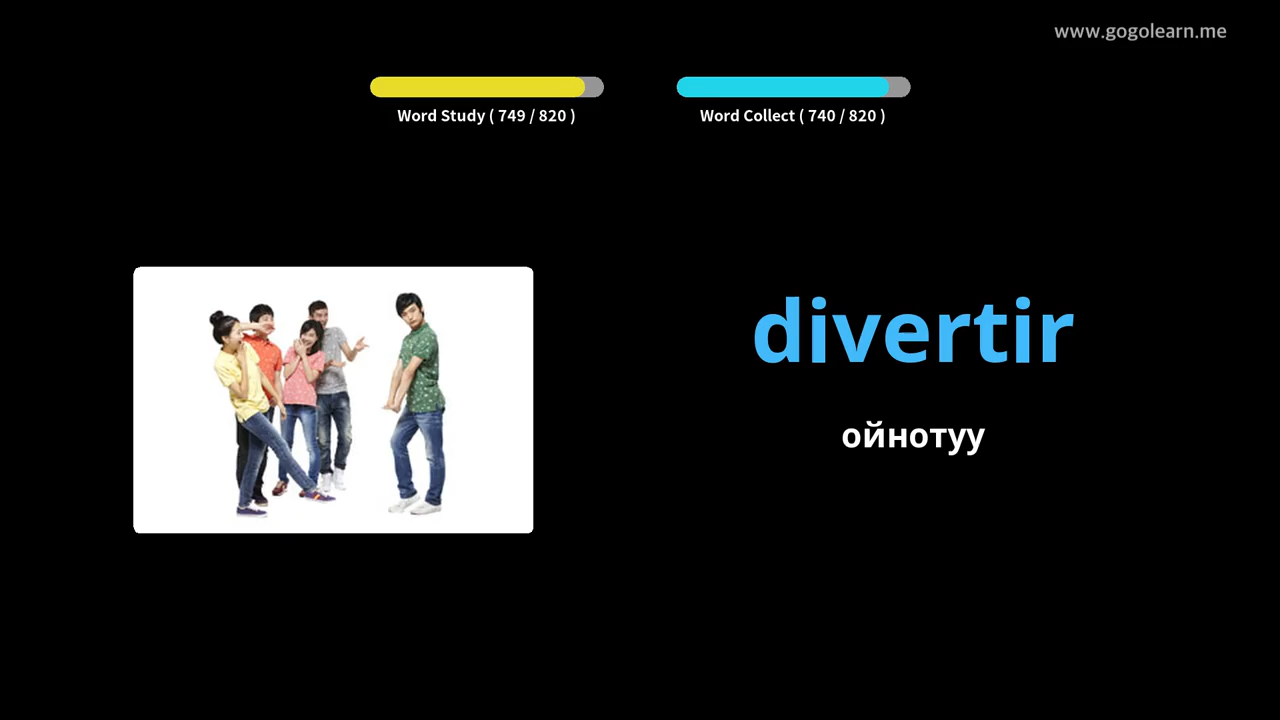 www.gogolearn.me
Word Study ( 749 / 820 )
Word Collect ( 740 / 820 )
divertir
ойнотуу